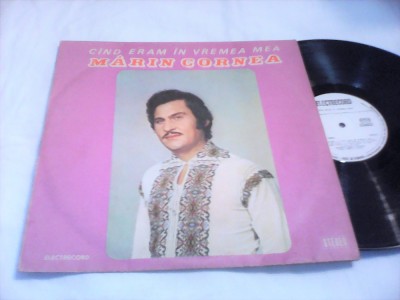 CÎND ERAM ÎN VREMEA MEA
MARIN CORNEA
ELECTRECORD
STEREO
ELECTRECORD